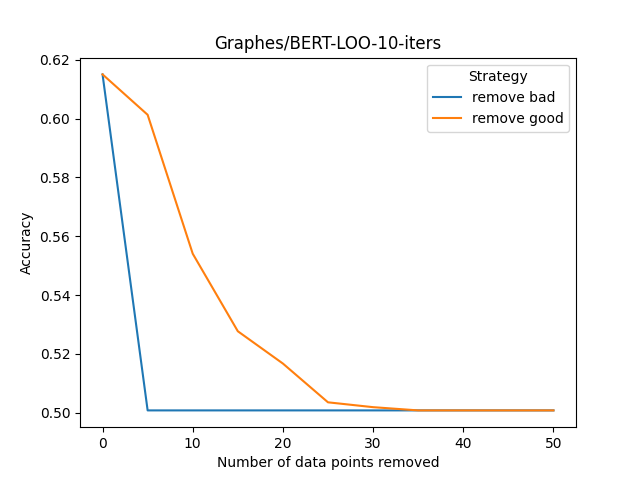 Graphes/BERT-LOO-10-iters
Strategy
remove bad
remove good
Accuracy
0.62
0.60
0.58
0.56
0.54
0.52
0.50
0 10 20 30 40 50
Number of data points removed